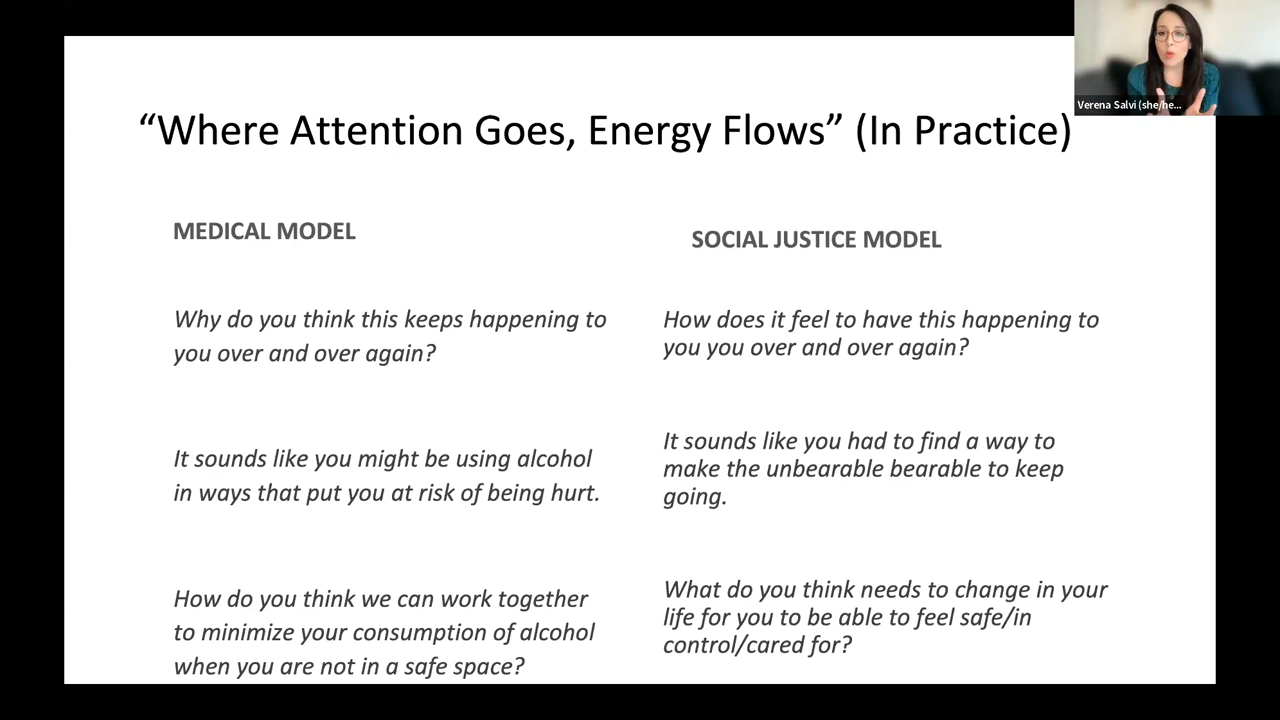 “Where Attention Goes, Energy Flows” (In Practice)
Verena Salvi (she/he...
MEDICAL MODEL
Why do you think this keeps happening to
you over and over again?
It sounds like you might be using alcohol
in ways that put you at risk of being hurt.
How do you think we can work together
to minimize your consumption of alcohol
when you are not in a safe space?
SOCIAL JUSTICE MODEL
How does it feel to have this happening to
you you over and over again?
It sounds like you had to find a way to
make the unbearable bearable to keep
going.
What do you think needs to change in your
life for you to be able to feel safe/in
control/cared for?